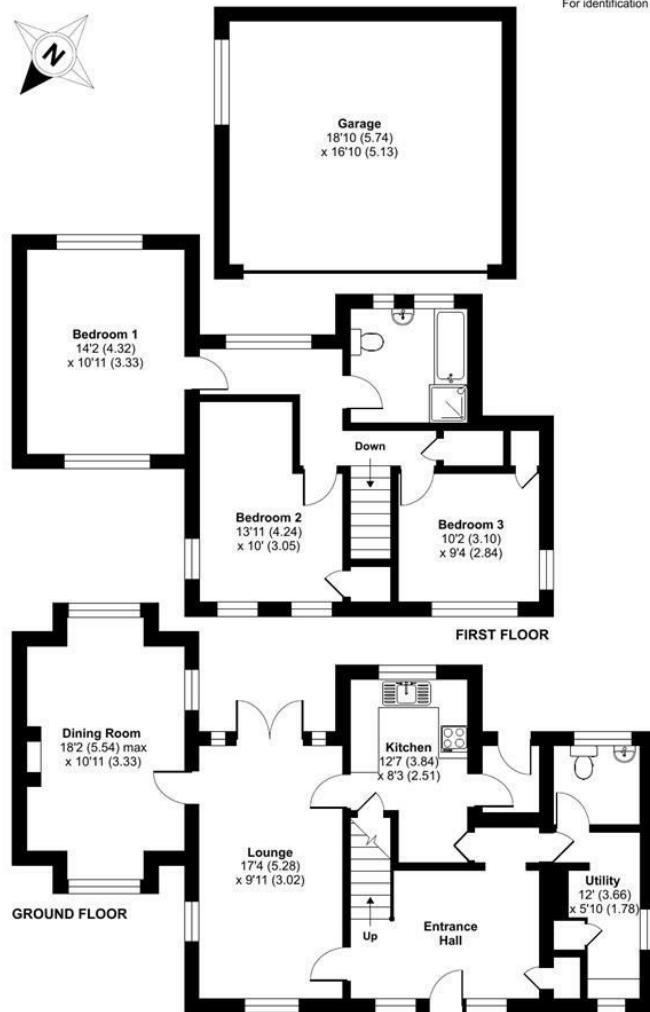 For identification
N
Garage
18'10 (5.74)
x 16'10 (5.13)
Bedroom 1
14'2 (4.32)
x 10'11 (3.33)
Down
Bedroom 2
13'11 (4.24)
x 10' (3.05)
Bedroom 3
10'2 (3.10)
x 9'4 (2.84)
FIRST FLOOR
Dining Room
18'2 (5.54) max
x 10'11 (3.33)
Kitchen
12'7 (3.84)
x 8'3 (2.51)
Lounge
17'4 (5.28)
x 9'11 (3.02)
Utility
12' (3.66)
x 5'10 (1.78)
GROUND FLOOR
Up
Entrance
Hall